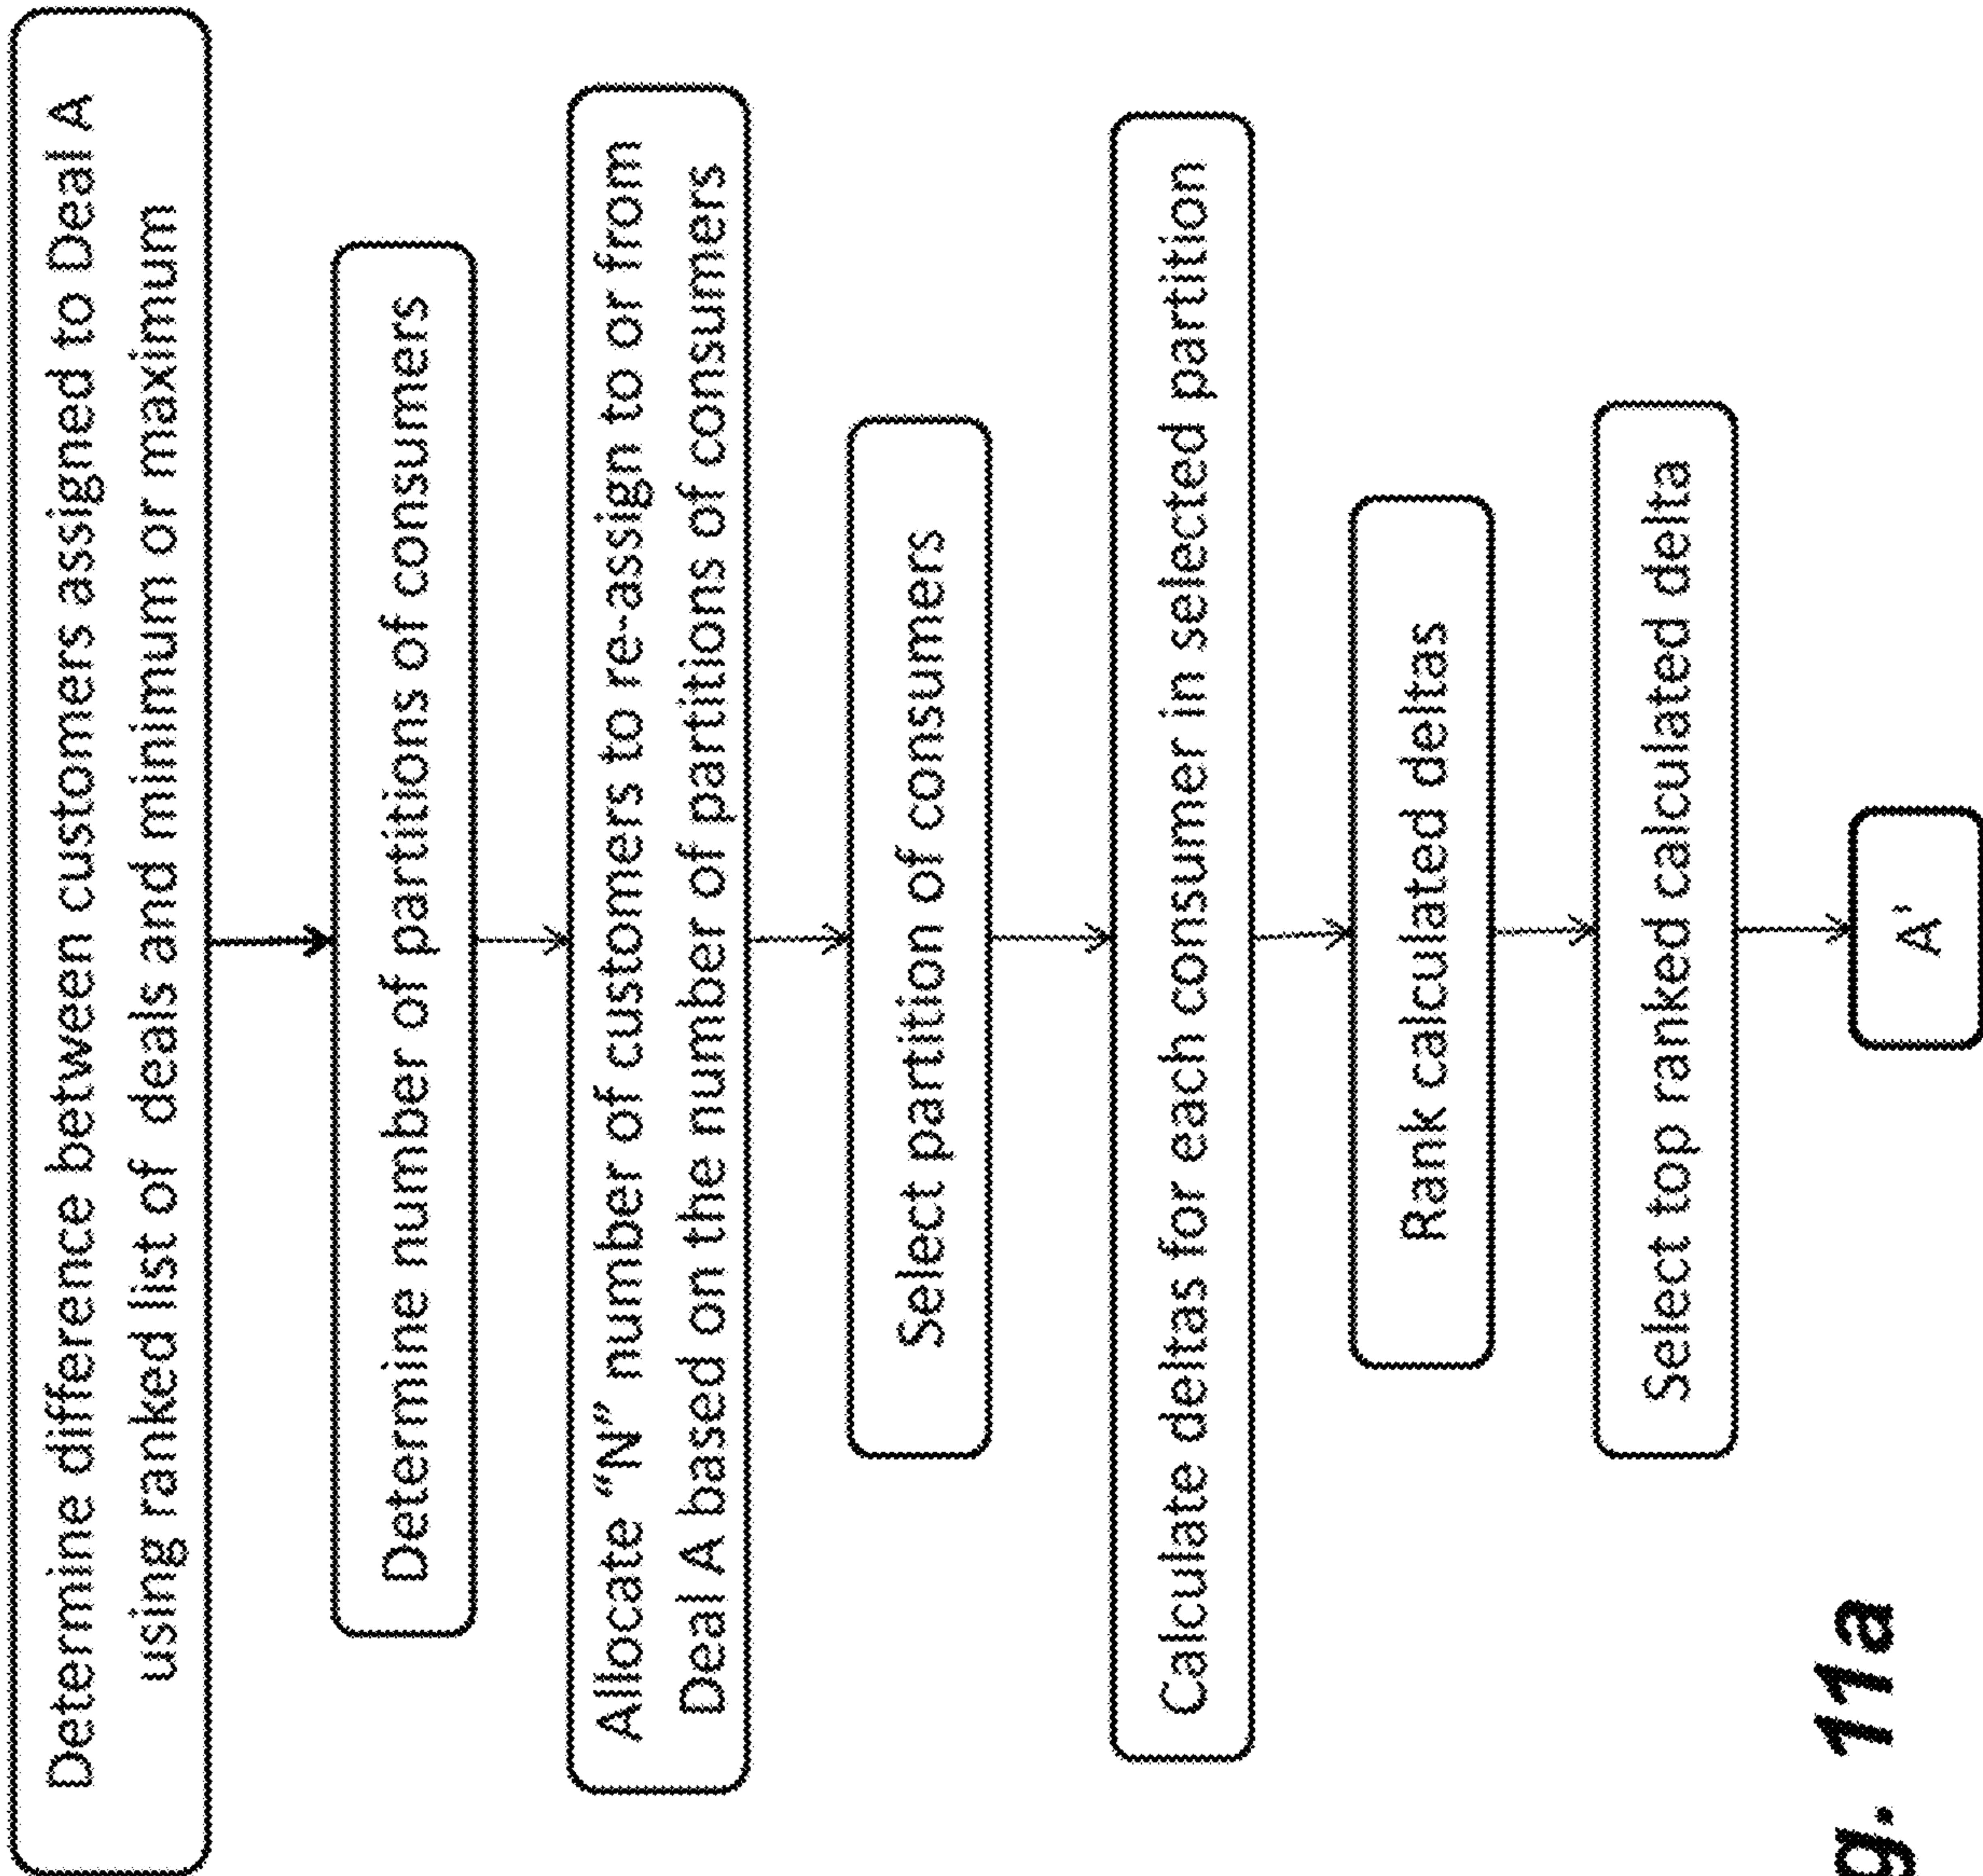 Determine difference between customers assigned to Deal A
using ranked list of deals and minimum or maximum
Determine number of partitions of consumers
Allocate “N” number of customers to re-assign to or from
Deal A based on the number of partitions of consumers
Select partition of consumers
Calculate deltas for each consumer in selected partition
Rank calculated deltas
Select top ranked calculated delta
A'
g. 11a